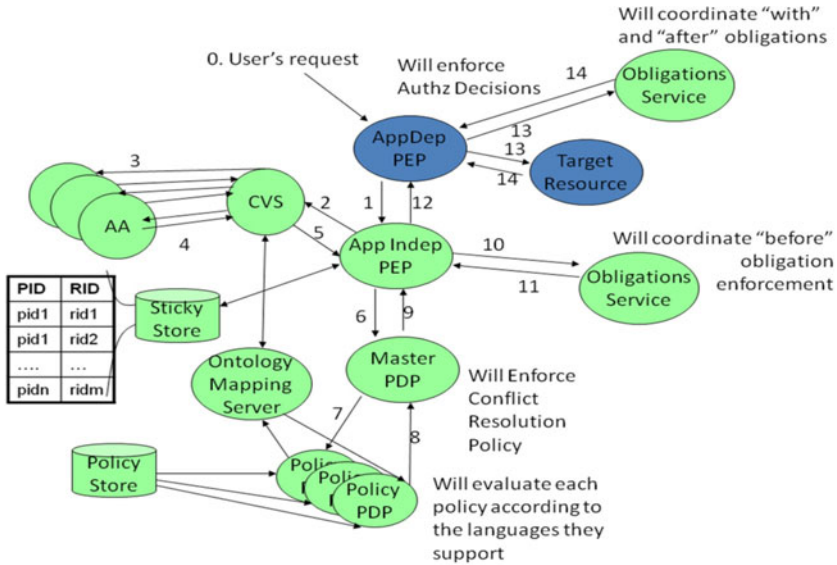 Will coordinate “with”
and “after” obligations
0. User’s request
Will enforce
Authz Decisions
14
Obligations
Service
13
AppDep
PEP
13
14
Target
Resource
3
AA
4
CVS
2
5
1
12
App Indep
PEP
10
11
Will coordinate “before”
obligation
enforcement
Obligations
Service
PID RID
pid1 rid1
pid1 rid2
.... ...
pidn ridm
Sticky
Store
6
9
Ontology
Mapping
Server
Master
PDP
Will Enforce
Conflict
Resolution
Policy
7
8
Policy
Store
Policy
PDP
Will evaluate each
policy according to
the languages they
support